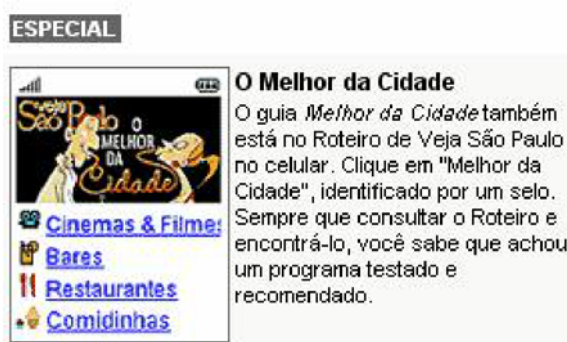 ESPECIAL
veja
São Paulo O
MELHOR
DA
Cidade
Cinemas & Filmes
Bares
Restaurantes
Comidinhas
O Melhor da Cidade
O guia Melhor da Cidade também
está no Roteiro de Veja São Paulo
no celular. Clique em "Melhor da
Cidade", identificado por um selo.
Sempre que consultar o Roteiro e
encontrá-lo, você sabe que achou
um programa testado e
recomendado.